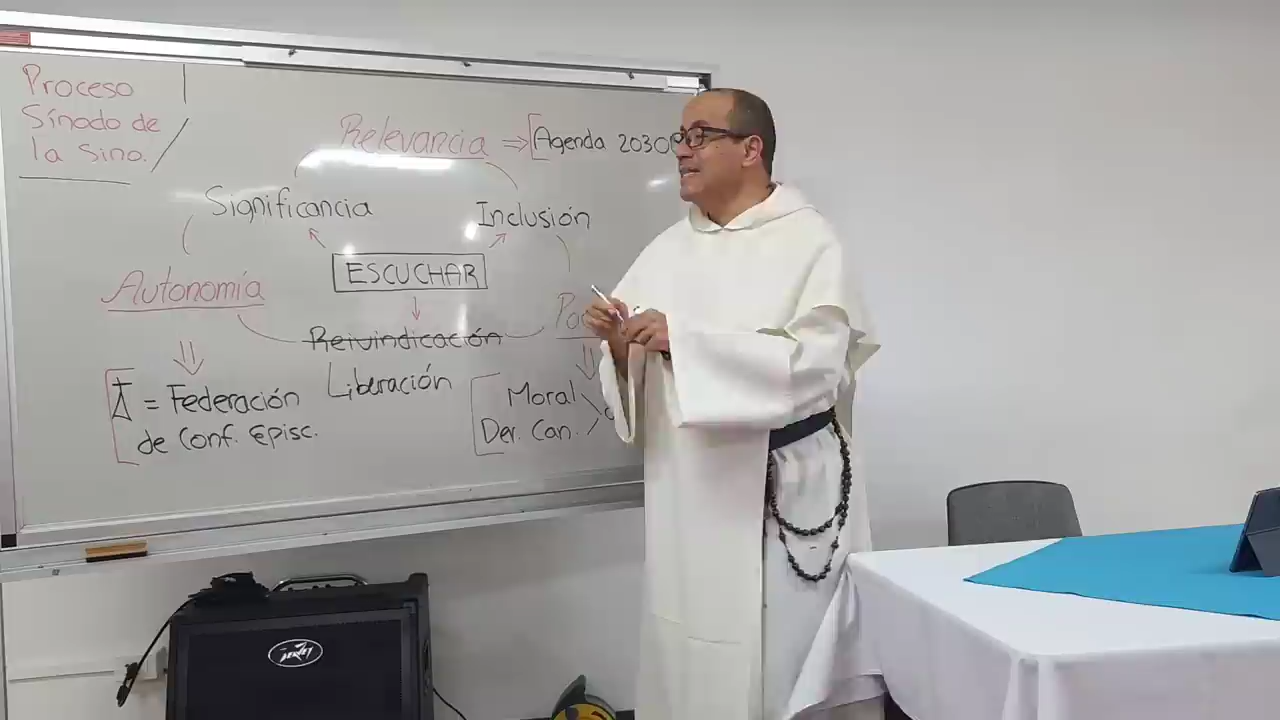 Proceso
Sínodo de
la Sino.
Relevancia ⇒ [Agenda 2030
Significancia
Inclusión
ESCUCHAR
Autonomía
Reivindicación
Liberación
= Federación
de Conf. Episc.
Moral
Der. Can.
PEAVEY